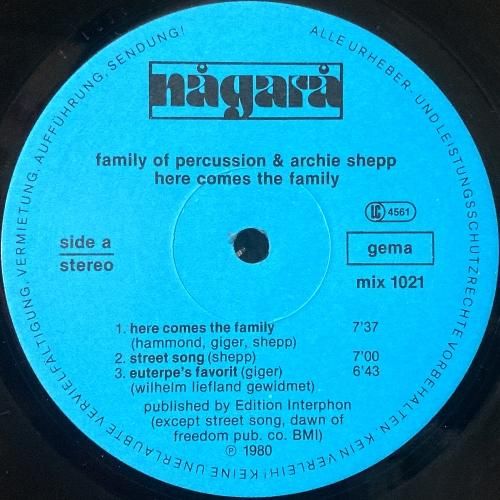 ALLE URHEBER- UND LEISTUNGSSCHUTZRECHTE VORBEHALTEN. KEIN VERLEIH! KEINE UNERLAUBTE VERVIELFÄLTIGUNG, VERMIETUNG, AUFFÜHRUNG, SENDUNG!
någarå
family of percussion & archie shepp
here comes the family
LC 4561
side a
stereo
gema
mix 1021
1. here comes the family 7'37
(hammond, giger, shepp)
2. street song (shepp) 7'00
3. euterpe's favorit (giger) 6'43
(wilhelm liefland gewidmet)
published by Edition Interphon
(except street song, dawn of
freedom pub. co. BMI)
℗ 1980